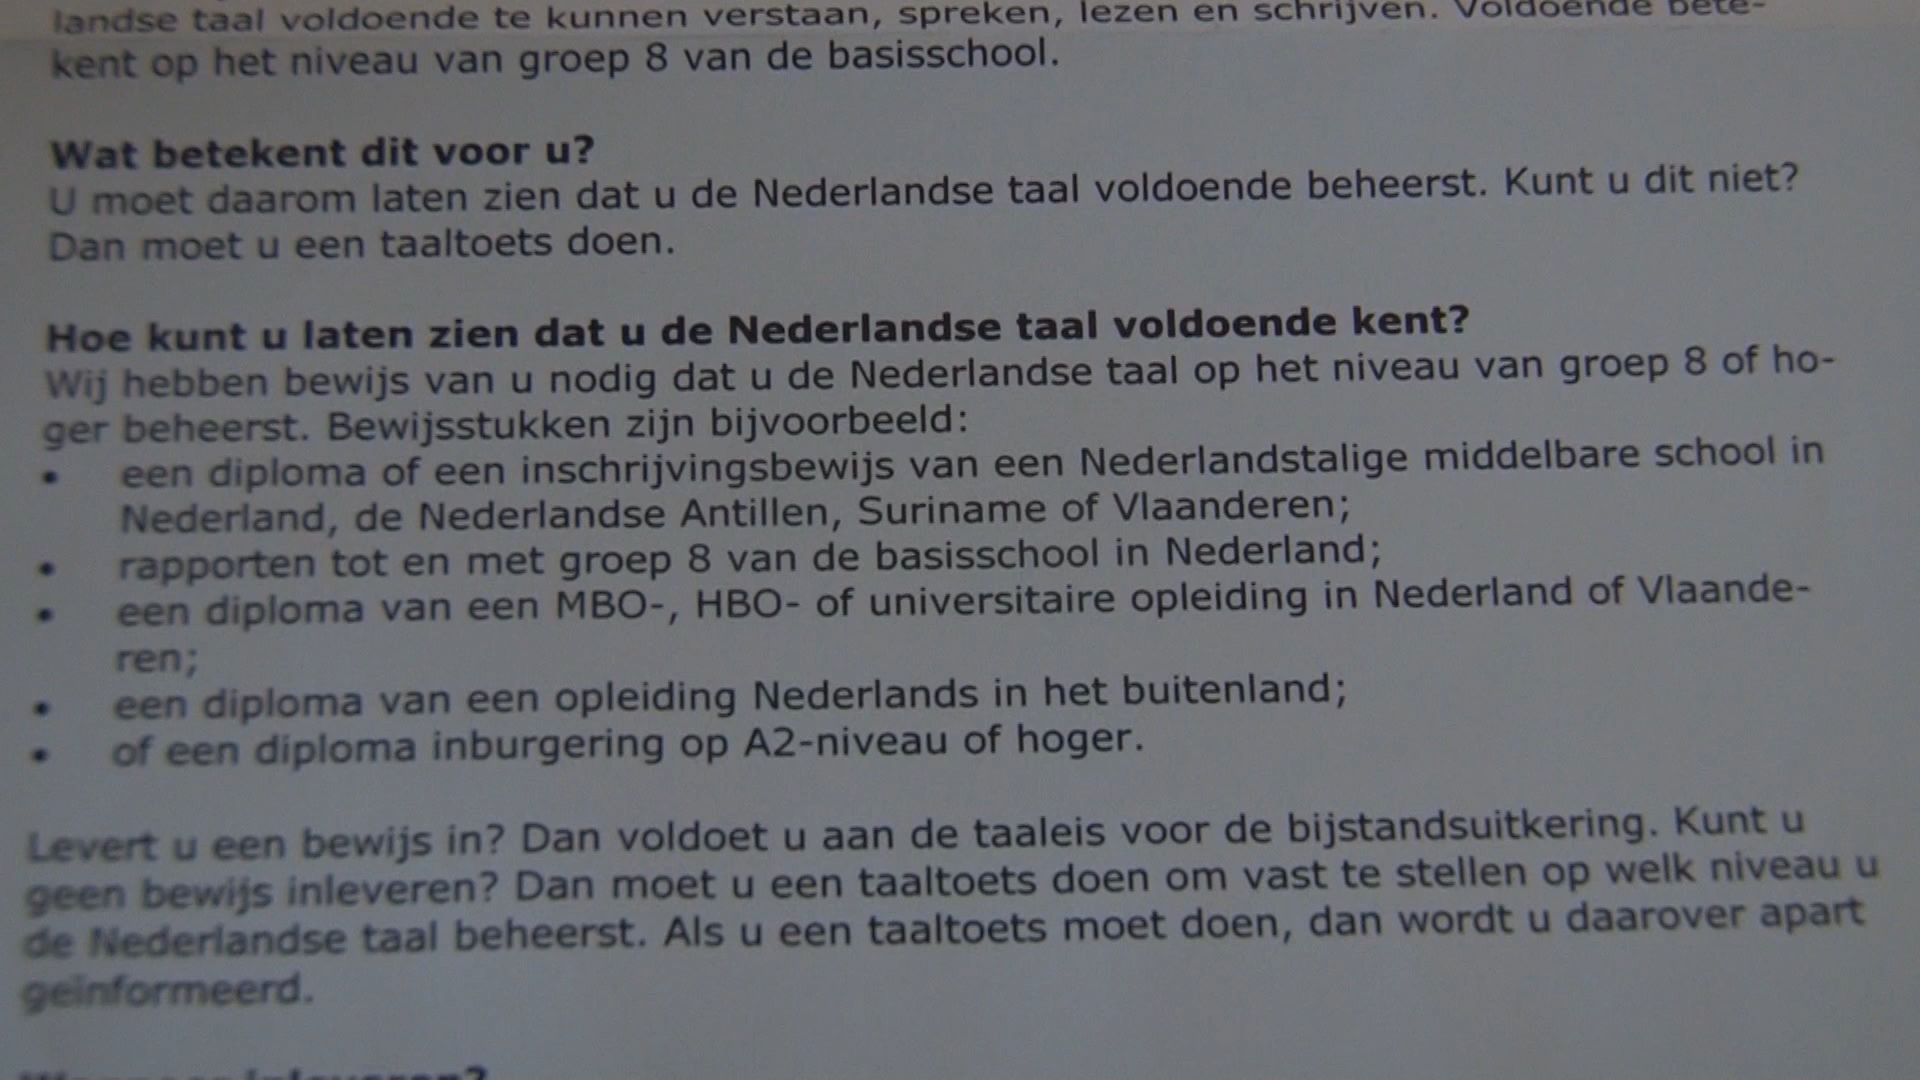 landse taal voldoende te kunnen verstaan, spreken, lezen en schrijven. Voldoende bete-
kent op het niveau van groep 8 van de basisschool.
Wat betekent dit voor u?
U moet daarom laten zien dat u de Nederlandse taal voldoende beheerst. Kunt u dit niet?
Dan moet u een taaltoets doen.
Hoe kunt u laten zien dat u de Nederlandse taal voldoende kent?
Wij hebben bewijs van u nodig dat u de Nederlandse taal op het niveau van groep 8 of ho-
ger beheerst. Bewijsstukken zijn bijvoorbeeld:
• een diploma of een inschrijvingsbewijs van een Nederlandstalige middelbare school in
Nederland, de Nederlandse Antillen, Suriname of Vlaanderen;
• rapporten tot en met groep 8 van de basisschool in Nederland;
• een diploma van een MBO-, HBO- of universitaire opleiding in Nederland of Vlaande-
ren;
• een diploma van een opleiding Nederlands in het buitenland;
• of een diploma inburgering op A2-niveau of hoger.
Levert u een bewijs in? Dan voldoet u aan de taaleis voor de bijstandsuitkering. Kunt u
geen bewijs inleveren? Dan moet u een taaltoets doen om vast te stellen op welk niveau u
de Nederlandse taal beheerst. Als u een taaltoets moet doen, dan wordt u daarover apart
geïnformeerd.